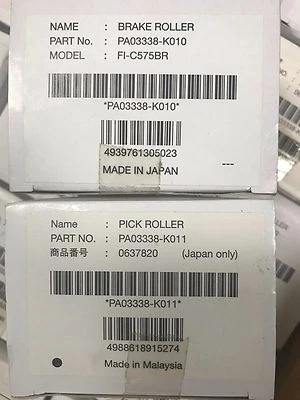 Name : BRAKE ROLLER
PART No. : PA03338-K010
MODEL : FI-C575BR
*PA03338-K010*
4939761305023
---
MADE IN JAPAN
Name : PICK ROLLER
PART NO. : PA03338-K011
商品番号 : 0637820 (Japan only)
*PA03338-K011*
4988618915274
Made in Malaysia